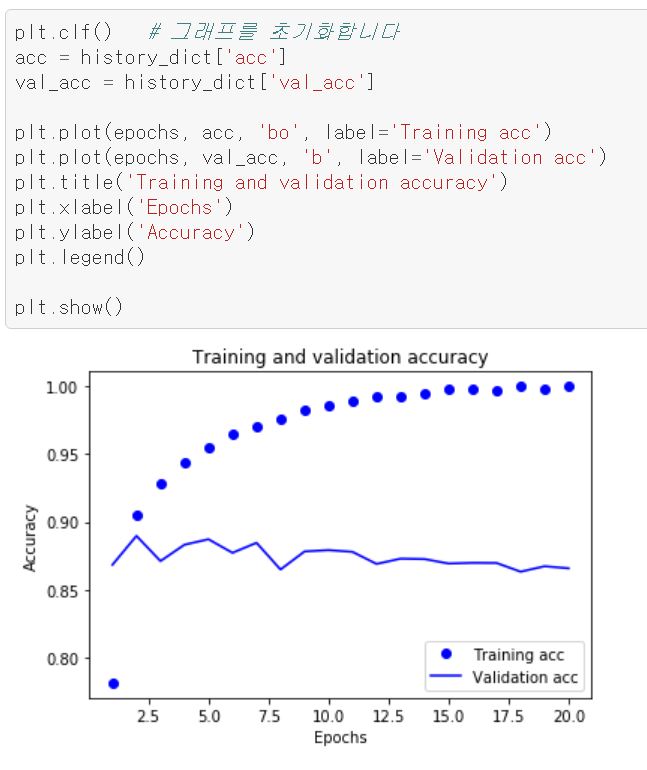 plt.clf()   # 그래프를 초기화합니다
acc = history_dict['acc']
val_acc = history_dict['val_acc']
plt.plot(epochs, acc, 'bo', label='Training acc')
plt.plot(epochs, val_acc, 'b', label='Validation acc')
plt.title('Training and validation accuracy')
plt.xlabel('Epochs')
plt.ylabel('Accuracy')
plt.legend()
plt.show()
Training and validation accuracy
1.00
0.95
0.90
0.85
0.80
Accuracy
Training acc
Validation acc
2.5 5.0 7.5 10.0 12.5 15.0 17.5 20.0
Epochs